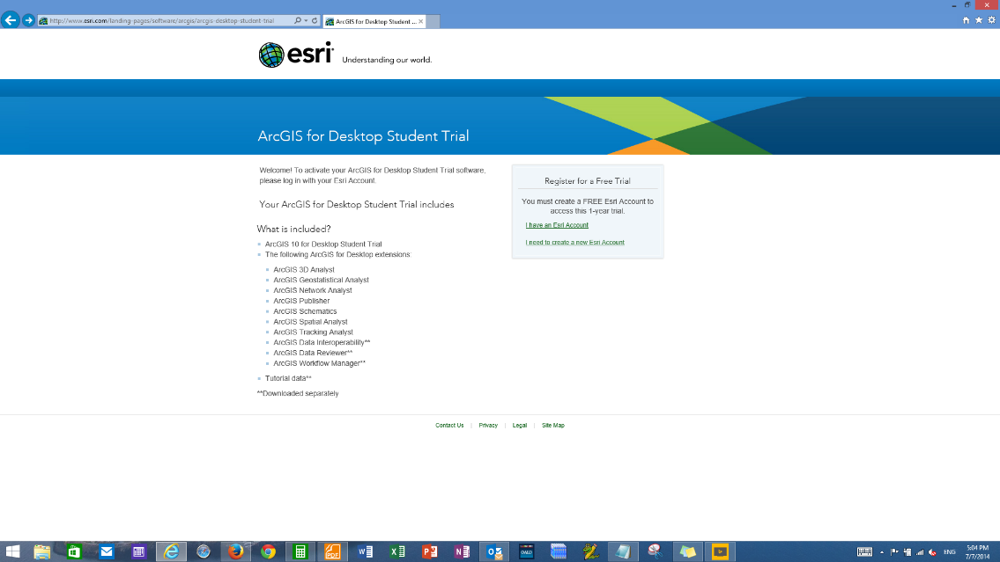 http://www.esri.com/landing-pages/software/arcgis/arcgis-desktop-student-trial
ArcGIS for Desktop Student ...
esri
Understanding our world.
ArcGIS for Desktop Student Trial
Welcome! To activate your ArcGIS for Desktop Student Trial software,
please log in with your Esri Account.
Your ArcGIS for Desktop Student Trial includes
What is included?
ArcGIS 10 for Desktop Student Trial
The following ArcGIS for Desktop extensions:
ArcGIS 3D Analyst
ArcGIS Geostatistical Analyst
ArcGIS Network Analyst
ArcGIS Publisher
ArcGIS Schematics
ArcGIS Spatial Analyst
ArcGIS Tracking Analyst
ArcGIS Data Interoperability**
ArcGIS Data Reviewer**
ArcGIS Workflow Manager**
Tutorial data**
**Downloaded separately
Register for a Free Trial
You must create a FREE Esri Account to
access this 1-year trial.
I have an Esri Account
I need to create a new Esri Account
Contact Us | Privacy | Legal | Site Map
PDF
ENG
5:04 PM
7/7/2014